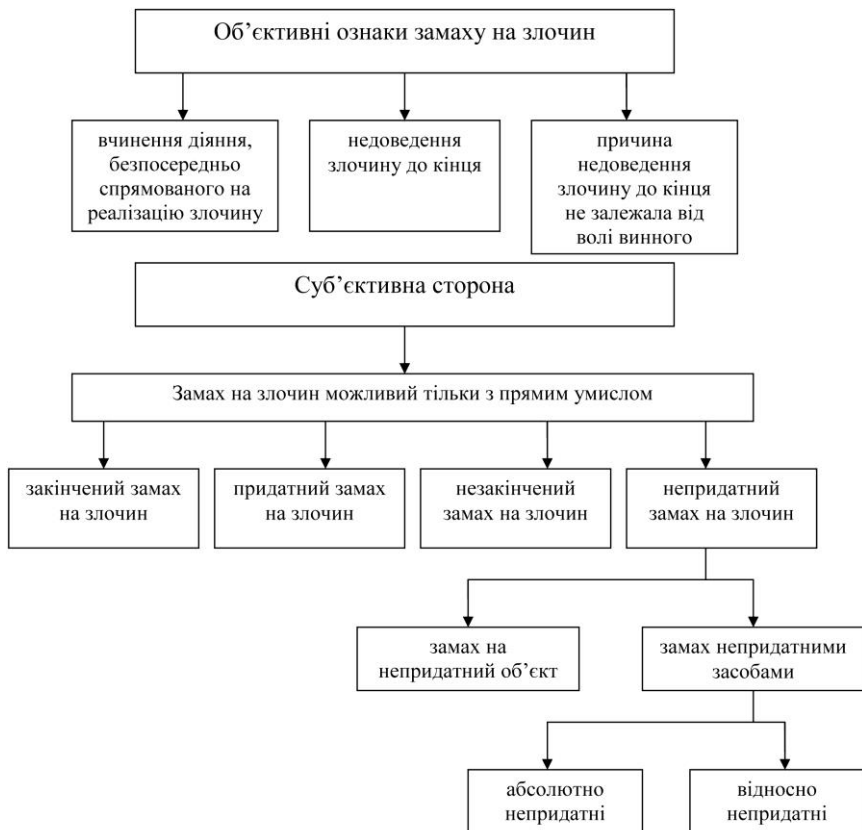 Об’єктивні ознаки замаху на злочин
вчинення діяння,
безпосередньо
спрямованого на
реалізацію злочину
недоведення
злочину до кінця
причина
недоведення
злочину до кінця
не залежала від
волі винного
Суб’єктивна сторона
Замах на злочин можливий тільки з прямим умислом
закінчений замах
на злочин
придатний замах
на злочин
незакінчений
замах на злочин
непридатний
замах на злочин
замах на
непридатний об’єкт
замах непридатними
засобами
абсолютно
непридатні
відносно
непридатні